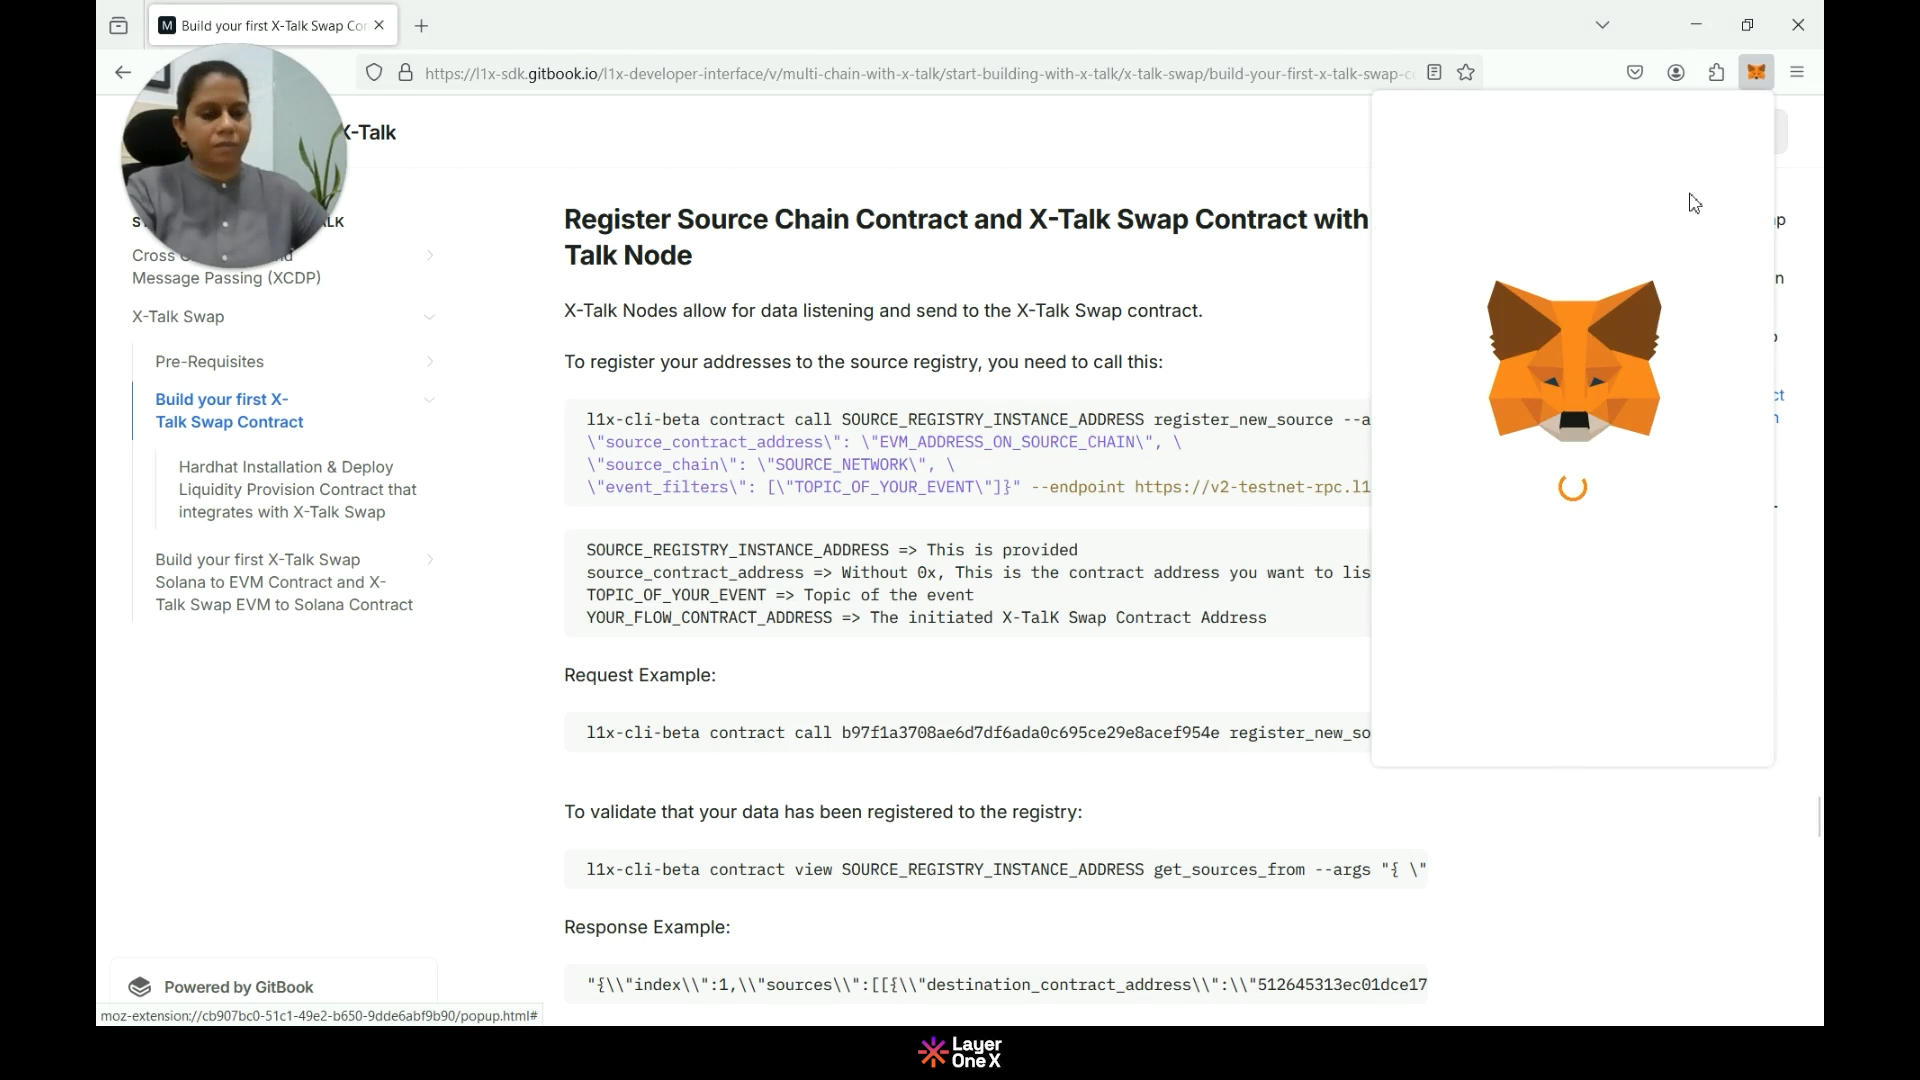 Build your first X-Talk Swap Cor
https://l1x-sdk.gitbook.io/l1x-developer-interface/v/multi-chain-with-x-talk/start-building-with-x-talk/x-talk-swap/build-your-first-x-talk-swap-c
X-Talk
Message Passing (XCDP)
X-Talk Swap
Pre-Requisites
Build your first X-
Talk Swap Contract
Hardhat Installation & Deploy
Liquidity Provision Contract that
integrates with X-Talk Swap
Build your first X-Talk Swap
Solana to EVM Contract and X-
Talk Swap EVM to Solana Contract
Powered by GitBook
moz-extension://cb907bc0-51c1-49e2-b650-9dde6abf9b90/popup.html#
Register Source Chain Contract and X-Talk Swap Contract with
Talk Node
X-Talk Nodes allow for data listening and send to the X-Talk Swap contract.
To register your addresses to the source registry, you need to call this:
l1x-cli-beta contract call SOURCE_REGISTRY_INSTANCE_ADDRESS register_new_source --a
\"source_contract_address\": \"EVM_ADDRESS_ON_SOURCE_CHAIN\", \
\"source_chain\": \"SOURCE_NETWORK\", \
\"event_filters\": [\"TOPIC_OF_YOUR_EVENT\"]}" --endpoint https://v2-testnet-rpc.l1
SOURCE_REGISTRY_INSTANCE_ADDRESS => This is provided
source_contract_address => Without 0x, This is the contract address you want to lis
TOPIC_OF_YOUR_EVENT => Topic of the event
YOUR_FLOW_CONTRACT_ADDRESS => The initiated X-TalK Swap Contract Address
Request Example:
l1x-cli-beta contract call b97f1a3708ae6d7df6ada0c695ce29e8acef954e register_new_so
To validate that your data has been registered to the registry:
l1x-cli-beta contract view SOURCE_REGISTRY_INSTANCE_ADDRESS get_sources_from --args "{ \"
Response Example:
"{\\"index\\":1,\\"sources\\":[[{\\"destination_contract_address\\":\\"512645313ec01dce17
Layer
One X